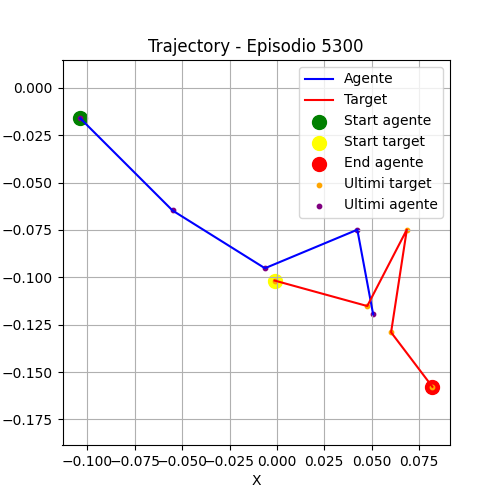 Trajectory - Episodio 5300
Agente
Target
Start agente
Start target
End agente
Ultimi target
Ultimi agente
0.000
−0.025
−0.050
−0.075
−0.100
−0.125
−0.150
−0.175
−0.100 −0.075 −0.050 −0.025 0.000 0.025 0.050 0.075
X